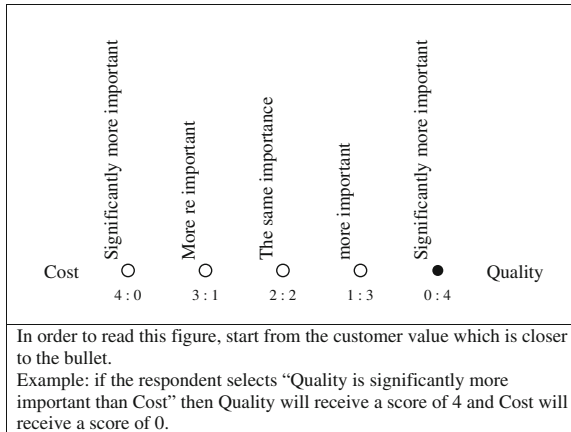 Significantly more important
More re important
The same importance
more important
Significantly more important
Cost
Quality
4 : 0
3 : 1
2 : 2
1 : 3
0 : 4
In order to read this figure, start from the customer value which is closer
to the bullet.
Example: if the respondent selects “Quality is significantly more
important than Cost” then Quality will receive a score of 4 and Cost will
receive a score of 0.